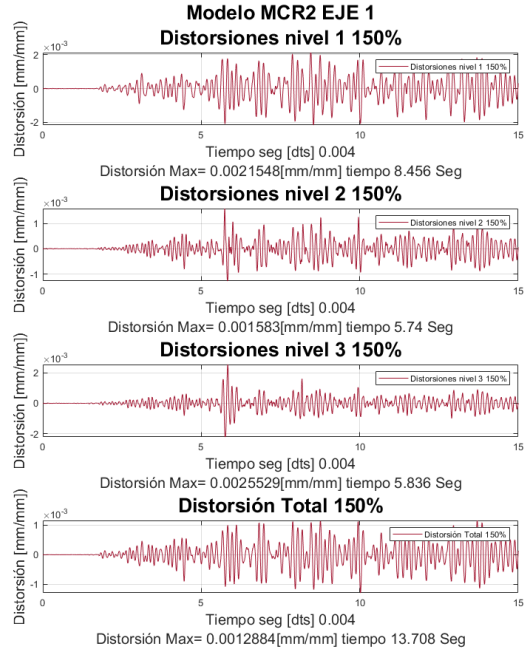 Modelo MCR2 EJE 1
Distorsiones nivel 1 150%
×10^-3
2
0
-2
Distorsión [mm/mm])
Distorsiones nivel 1 150%
0
5
10
15
Tiempo seg [dts] 0.004
Distorsión Max= 0.0021548[mm/mm] tiempo 8.456 Seg
Distorsiones nivel 2 150%
×10^-3
1
0
-1
Distorsión [mm/mm])
Distorsiones nivel 2 150%
0
5
10
15
Tiempo seg [dts] 0.004
Distorsión Max= 0.001583[mm/mm] tiempo 5.74 Seg
Distorsiones nivel 3 150%
×10^-3
2
0
-2
Distorsión [mm/mm])
Distorsiones nivel 3 150%
0
5
10
15
Tiempo seg [dts] 0.004
Distorsión Max= 0.0025529[mm/mm] tiempo 5.836 Seg
Distorsión Total 150%
×10^-3
1
0
-1
Distorsión [mm/mm])
Distorsión Total 150%
0
5
10
15
Tiempo seg [dts] 0.004
Distorsión Max= 0.0012884[mm/mm] tiempo 13.708 Seg